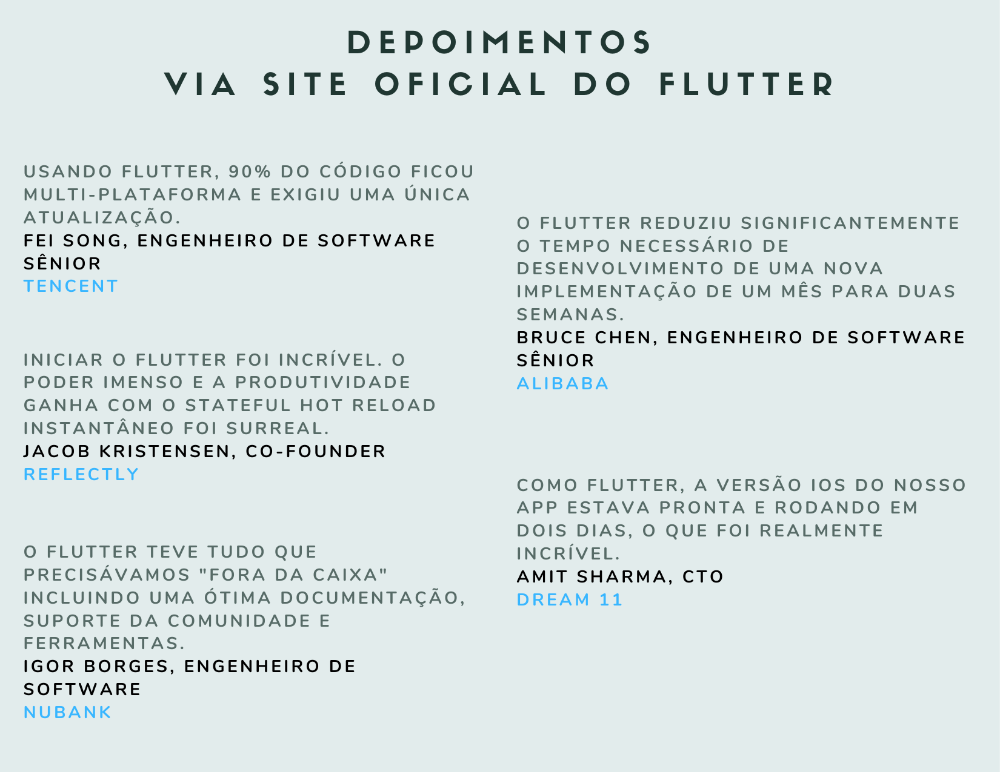 DEPOIMENTOS
VIA SITE OFICIAL DO FLUTTER
USANDO FLUTTER, 90% DO CÓDIGO FICOU
MULTI-PLATAFORMA E EXIGIU UMA ÚNICA
ATUALIZAÇÃO.
FEI SONG, ENGENHEIRO DE SOFTWARE
SÊNIOR
TENCENT
INICIAR O FLUTTER FOI INCRÍVEL. O
PODER IMENSO E A PRODUTIVIDADE
GANHA COM O STATEFUL HOT RELOAD
INSTANTÂNEO FOI SURREAL.
JACOB KRISTENSEN, CO-FOUNDER
REFLECTLY
O FLUTTER TEVE TUDO QUE
PRECISÁVAMOS "FORA DA CAIXA"
INCLUINDO UMA ÓTIMA DOCUMENTAÇÃO,
SUPORTE DA COMUNIDADE E
FERRAMENTAS.
IGOR BORGES, ENGENHEIRO DE
SOFTWARE
NUBANK
O FLUTTER REDUZIU SIGNIFICANTEMENTE
O TEMPO NECESSÁRIO DE
DESENVOLVIMENTO DE UMA NOVA
IMPLEMENTAÇÃO DE UM MÊS PARA DUAS
SEMANAS.
BRUCE CHEN, ENGENHEIRO DE SOFTWARE
SÊNIOR
ALIBABA
COMO FLUTTER, A VERSÃO IOS DO NOSSO
APP ESTAVA PRONTA E RODANDO EM
DOIS DIAS, O QUE FOI REALMENTE
INCRÍVEL.
AMIT SHARMA, CTO
DREAM 11